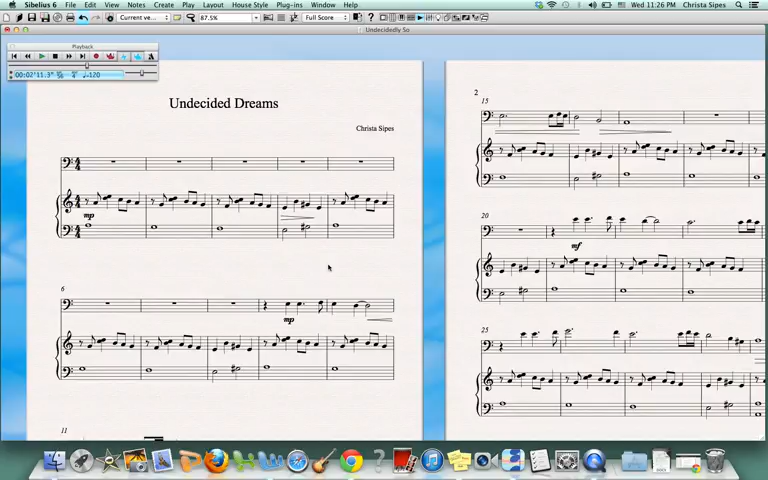 Sibelius 6 File Edit View Notes Create Play Layout House Style Plug-ins Window Help Wed 11:26 PM Christa Sipes
Current ve... 87.5% Full Score
Undecidedly So
Playback
00:02'11.3" =120
Undecided Dreams
Christa Sipes
4
4
mp
6
mp
11
2
15
20
mf
25